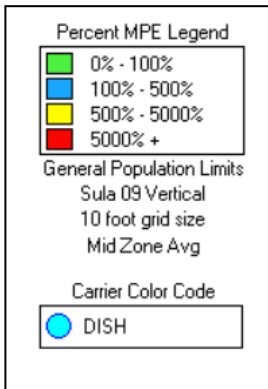 Percent MPE Legend
0% - 100%
100% - 500%
500% - 5000%
5000% +
General Population Limits
Sula 09 Vertical
10 foot grid size
Mid Zone Avg
Carrier Color Code
DISH